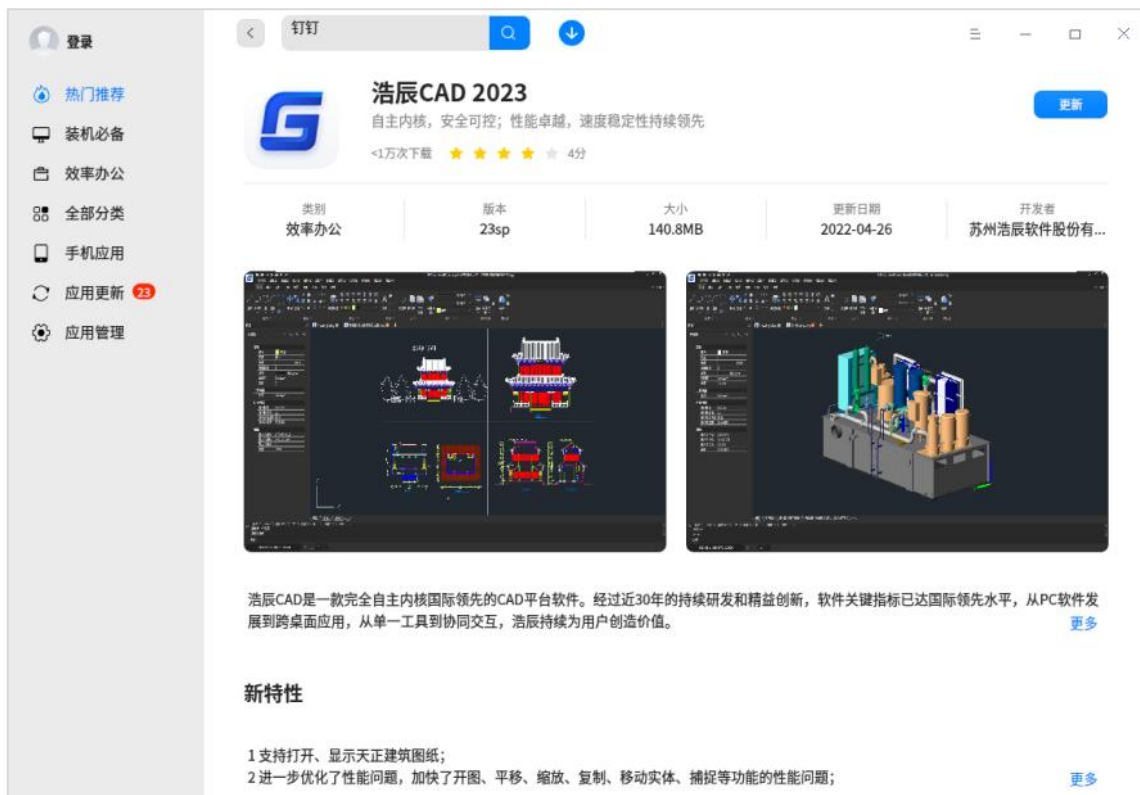 登录
钉钉
热门推荐
装机必备
效率办公
全部分类
手机应用
应用更新 23
应用管理
浩辰CAD 2023
自主内核，安全可控；性能卓越，速度稳定性持续领先
<1万次下载 4分
更新
类别 版本 大小 更新日期 开发者
效率办公 23sp 140.8MB 2022-04-26 苏州浩辰软件股份有...
浩辰CAD是一款完全自主内核国际领先的CAD平台软件。经过近30年的持续研发和精益创新，软件关键指标已达国际领先水平，从PC软件发
展到跨桌面应用，从单一工具到协同交互，浩辰持续为用户创造价值。 更多
新特性
1 支持打开、显示天正建筑图纸；
2 进一步优化了性能问题，加快了开图、平移、缩放、复制、移动实体、捕捉等功能的性能问题； 更多